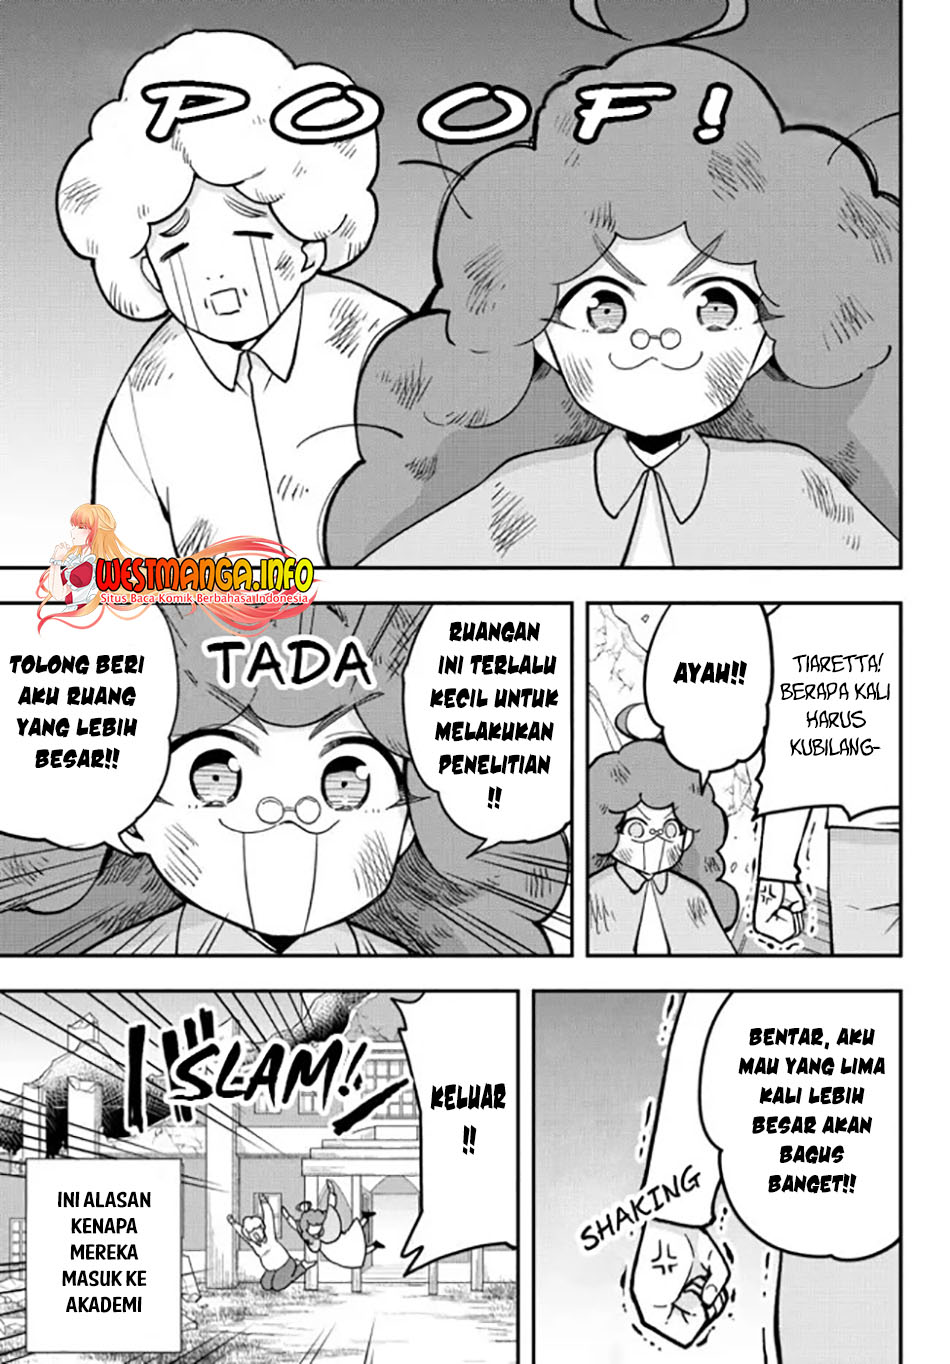 POOF!
WESTMANGA.INFO
Situs Baca Komik Berbahasa Indonesia
TIARETTA!
BERAPA KALI
HARUS
KUBILANG-
AYAH!!
RUANGAN
INI TERLALU
KECIL UNTUK
MELAKUKAN
PENELITIAN
!!
TADA
TOLONG BERI
AKU RUANG
YANG LEBIH
BESAR!!
BENTAR, AKU
MAU YANG LIMA
KALI LEBIH
BESAR AKAN
BAGUS
BANGET!!
SHAKING
KELUAR
!!
SLAM!
INI ALASAN
KENAPA
MEREKA
MASUK KE
AKADEMI